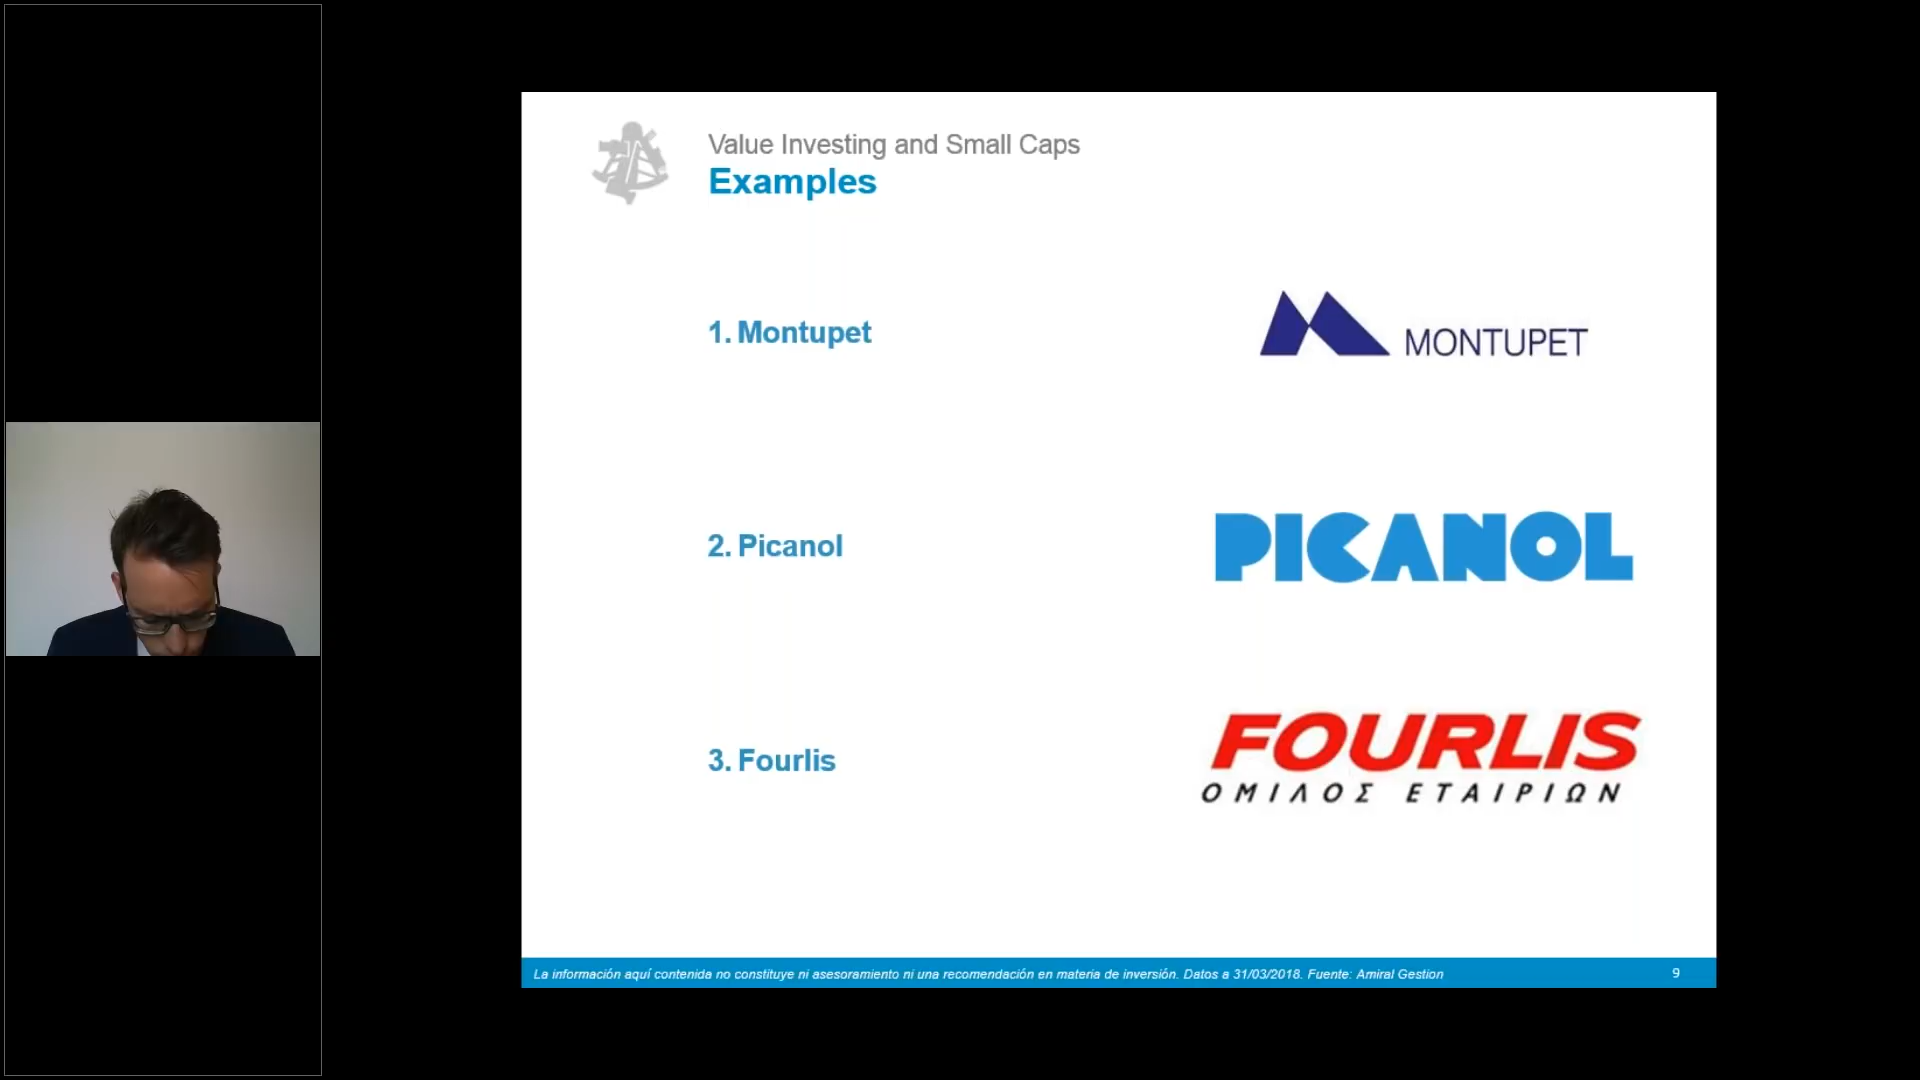 Value Investing and Small Caps
Examples
1. Montupet
MONTUPET
2. Picanol
PICANOL
3. Fourlis
FOURLIS
ΟΜΙΛΟΣ ΕΤΑΙΡΙΩΝ
La información aquí contenida no constituye ni asesoramiento ni una recomendación en materia de inversión. Datos a 31/03/2018. Fuente: Amiral Gestion
9